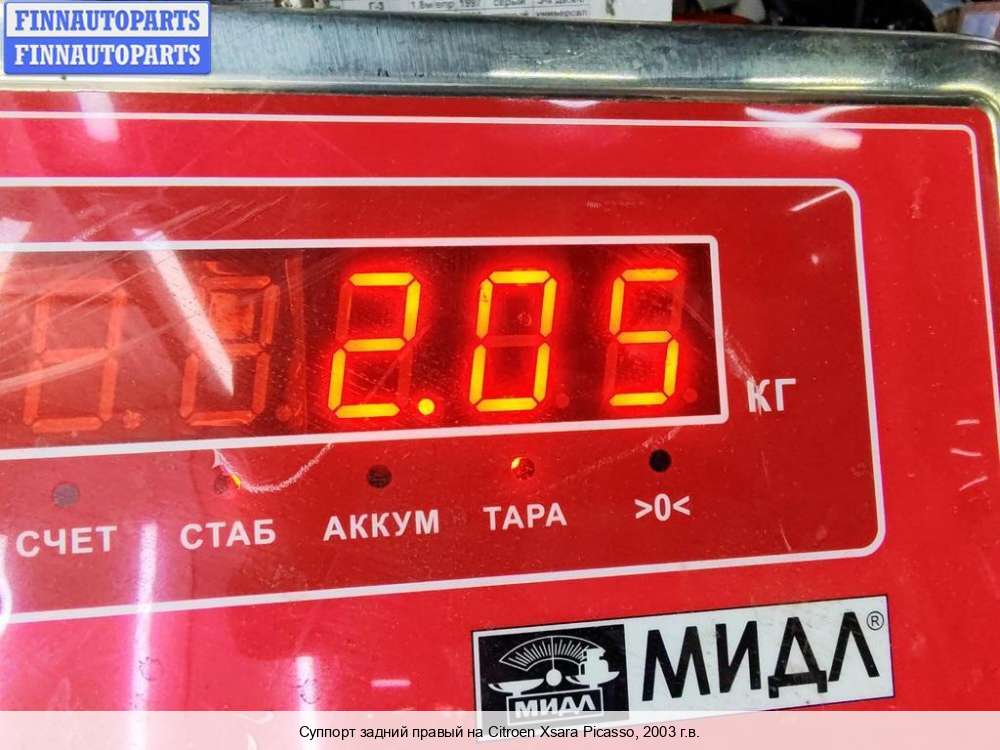 FINNAUTOPARTS
FINNAUTOPARTS
2.05
КГ
СЧЕТ СТАБ АККУМ ТАРА >0<
МИДЛ®
МИДЛ
Суппорт задний правый на Citroen Xsara Picasso, 2003 г.в.